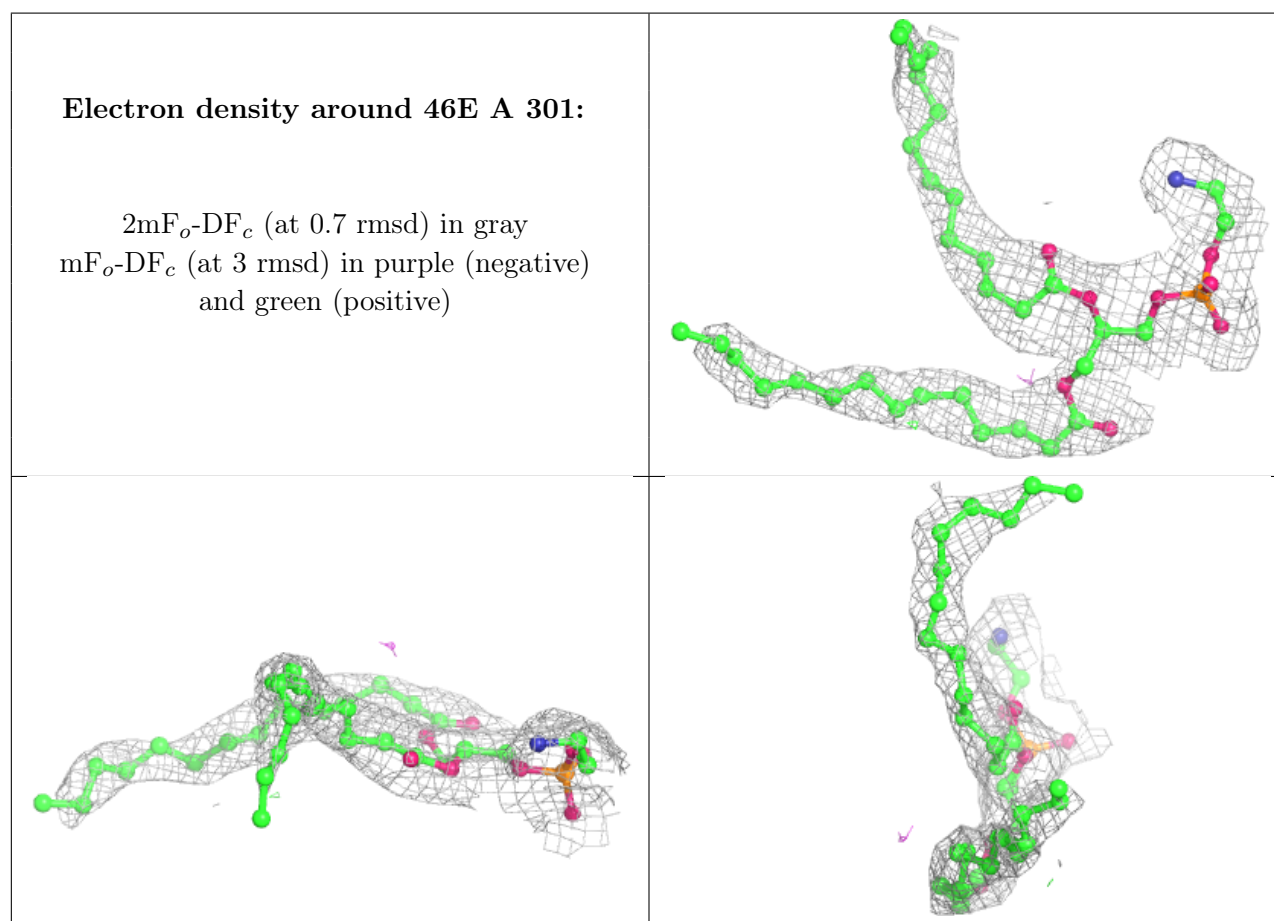 Electron density around 46E A 301:
2mFₒ-DF𝒸 (at 0.7 rmsd) in gray
mFₒ-DF𝒸 (at 3 rmsd) in purple (negative)
and green (positive)